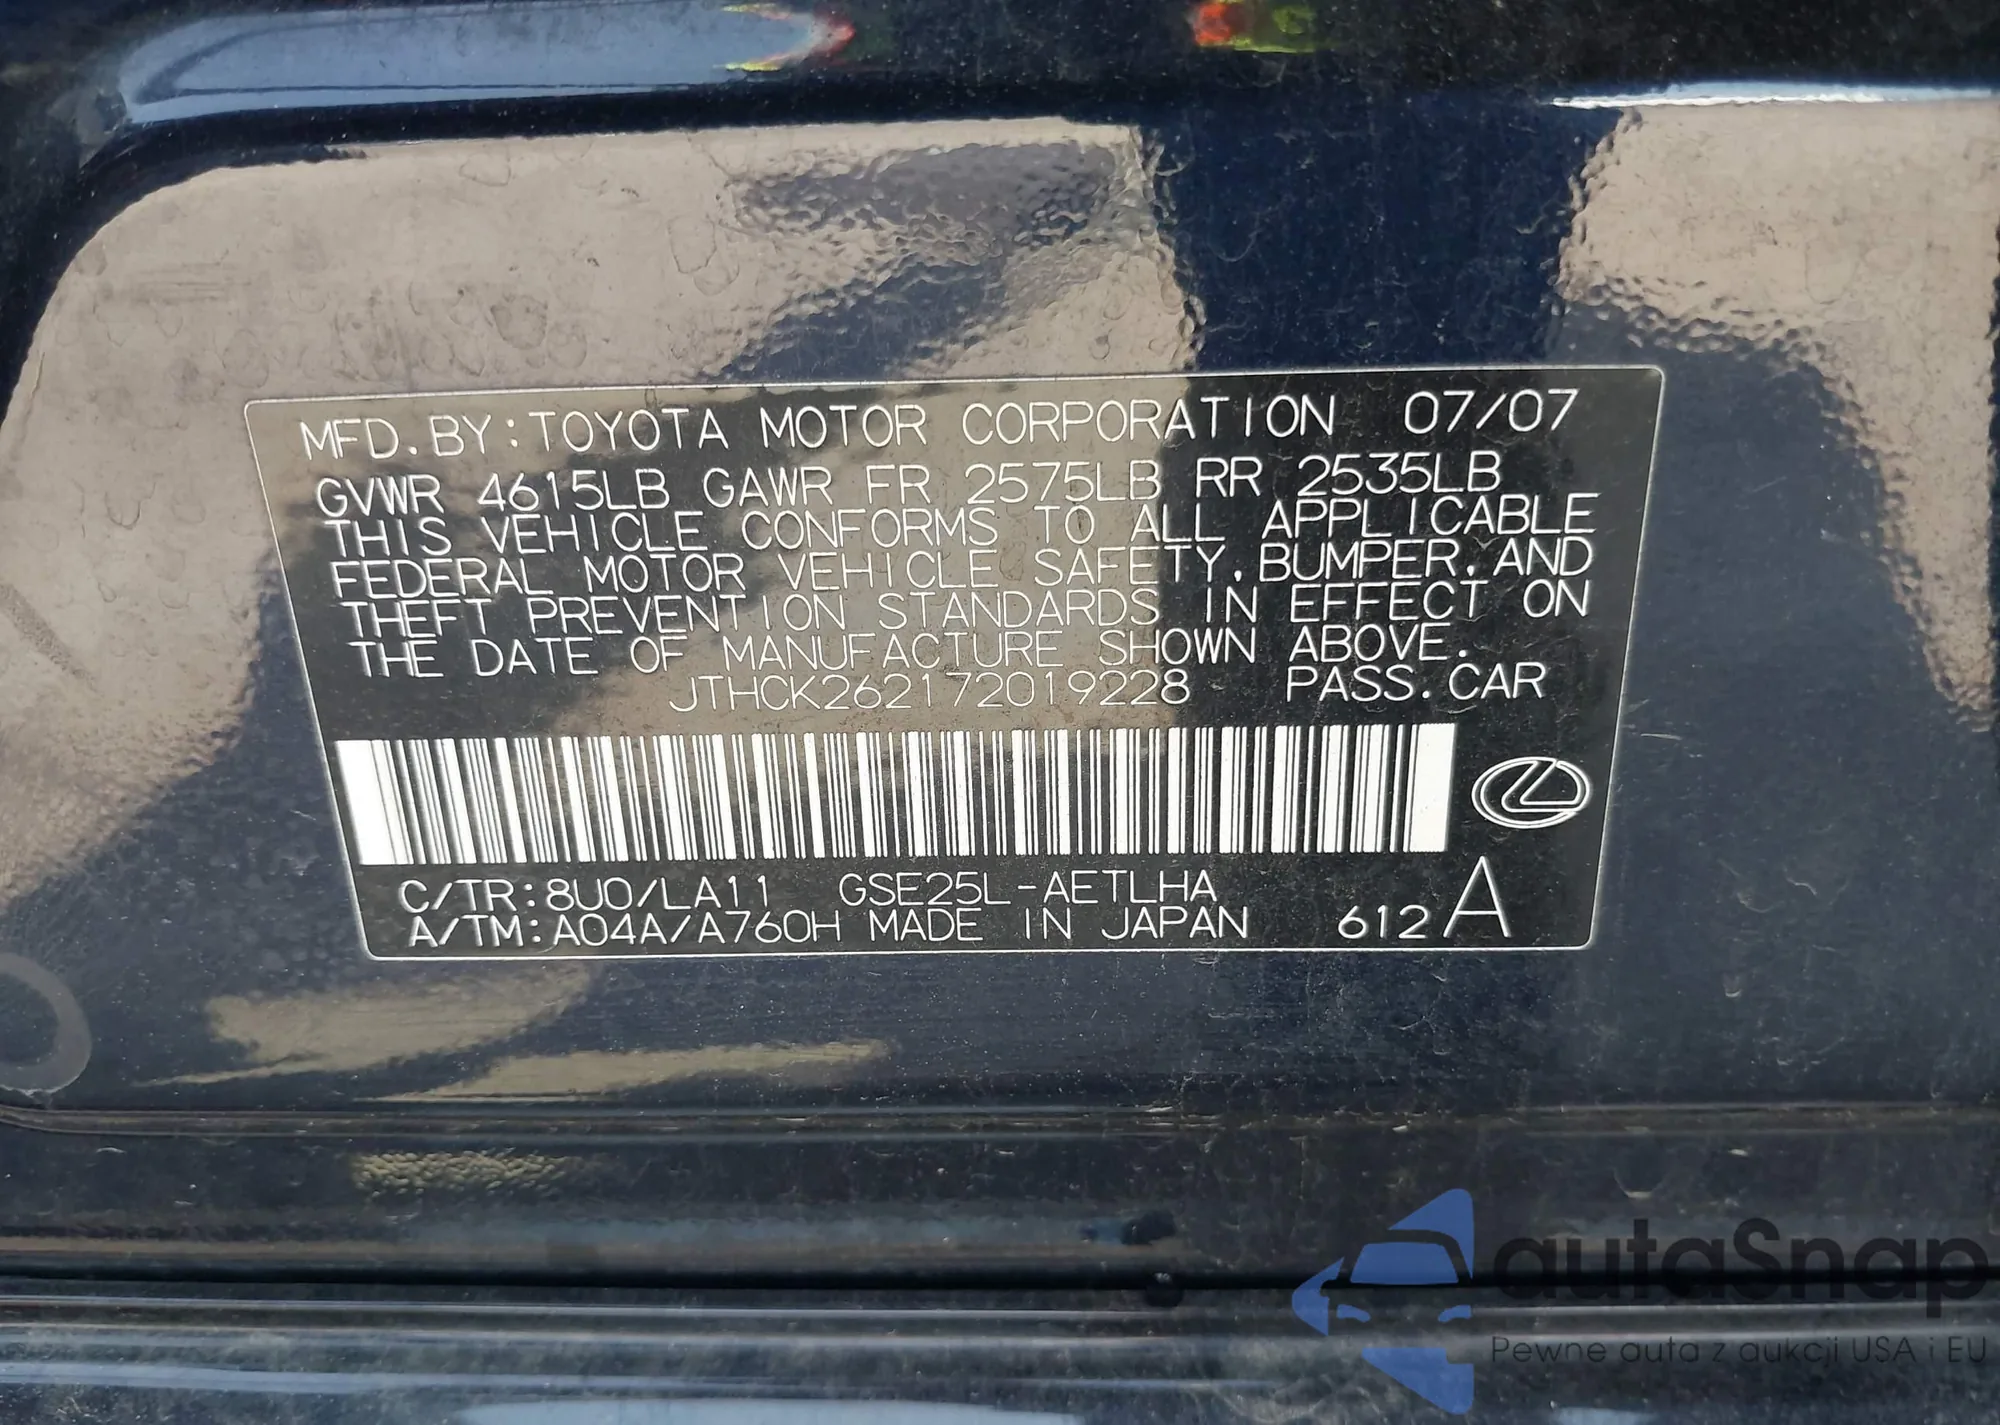 MFD.BY:TOYOTA MOTOR CORPORATION 07/07
GVWR 4615LB GAWR FR 2575LB RR 2535LB
THIS VEHICLE CONFORMS TO ALL APPLICABLE
FEDERAL MOTOR VEHICLE SAFETY,BUMPER,AND
THEFT PREVENTION STANDARDS IN EFFECT ON
THE DATE OF MANUFACTURE SHOWN ABOVE.
JTHCK262172019228 PASS.CAR
C/TR:8U0/LA11 GSE25L-AETLHA
A/TM:A04A/A760H MADE IN JAPAN 612A
autaSnap
Pewne auta z aukcji USA i EU